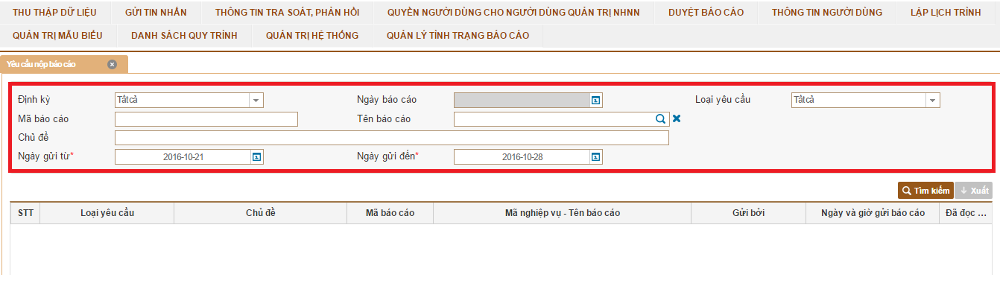 THU THẬP DỮ LIỆU GỬI TIN NHẮN THÔNG TIN TRA SOÁT, PHẢN HỒI QUYỀN NGƯỜI DÙNG CHO NGƯỜI DÙNG QUẢN TRỊ NHNN DUYỆT BÁO CÁO THÔNG TIN NGƯỜI DÙNG LẬP LỊCH TRÌNH
QUẢN TRỊ MẪU BIỂU DANH SÁCH QUY TRÌNH QUẢN TRỊ HỆ THỐNG QUẢN LÝ TÌNH TRẠNG BÁO CÁO
Yêu cầu nộp báo cáo
Định kỳ Tấtcả Ngày báo cáo Loại yêu cầu Tấtcả
Mã báo cáo Tên báo cáo
Chủ đề
Ngày gửi từ* 2016-10-21 Ngày gửi đến* 2016-10-28
Tìm kiếm Xuất
STT Loại yêu cầu Chủ đề Mã báo cáo Mã nghiệp vụ - Tên báo cáo Gửi bởi Ngày và giờ gửi báo cáo Đã đọc ...